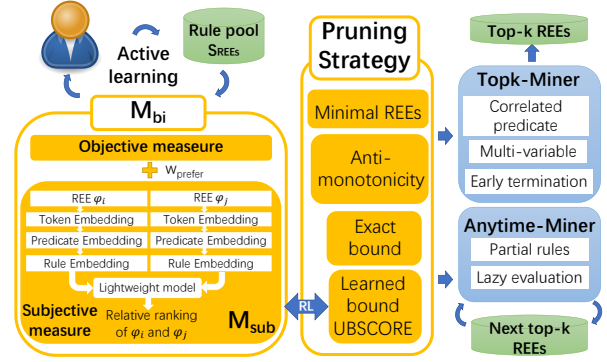 Active
learning
Rule pool
SREEs
Mbi
Objective measeure
Wprefer
REE φi
REE φj
Token Embedding
Token Embedding
Predicate Embedding
Predicate Embedding
Rule Embedding
Rule Embedding
Lightweight model
Subjective
measure
Relative ranking
of φi and φj
Msub
RL
Pruning
Strategy
Minimal REEs
Anti-
monotonicity
Exact
bound
Learned
bound
UBSCORE
Top-k REEs
Topk-Miner
Correlated
predicate
Multi-variable
Early termination
Anytime-Miner
Partial rules
Lazy evaluation
Next top-k
REEs